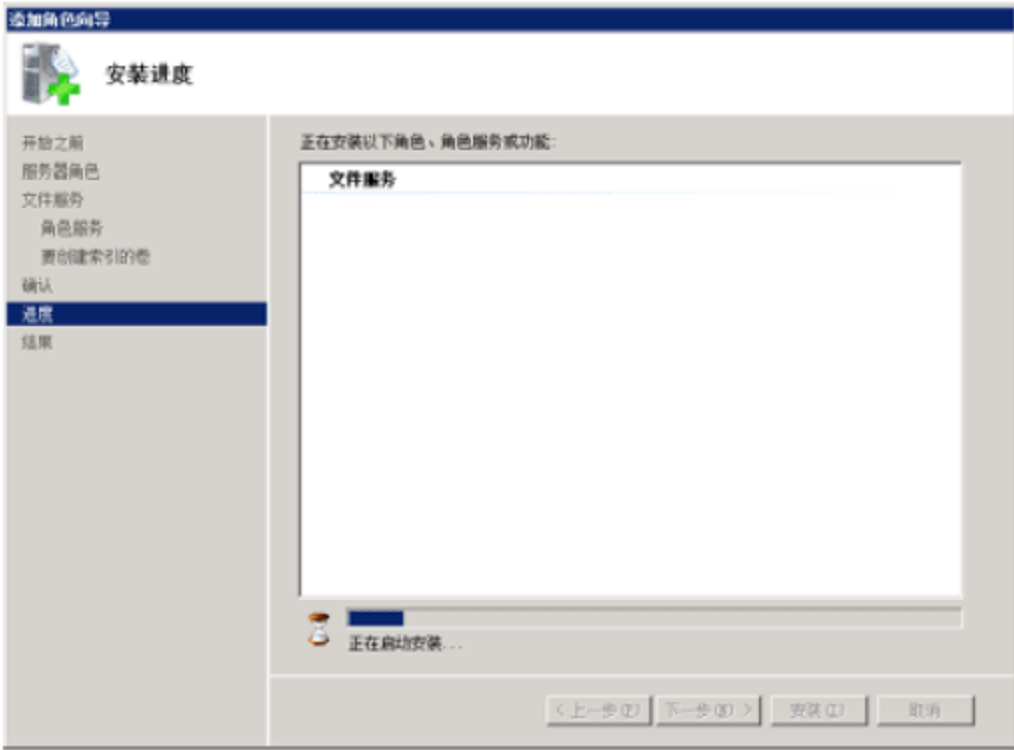 添加角色向导
安装进度
开始之前
服务器角色
文件服务
角色服务
要创建索引的卷
确认
进度
结果
正在安装以下角色、角色服务或功能:
文件服务
正在启动安装...
< 上一步(P)
下一步(N) >
安装(I)
取消